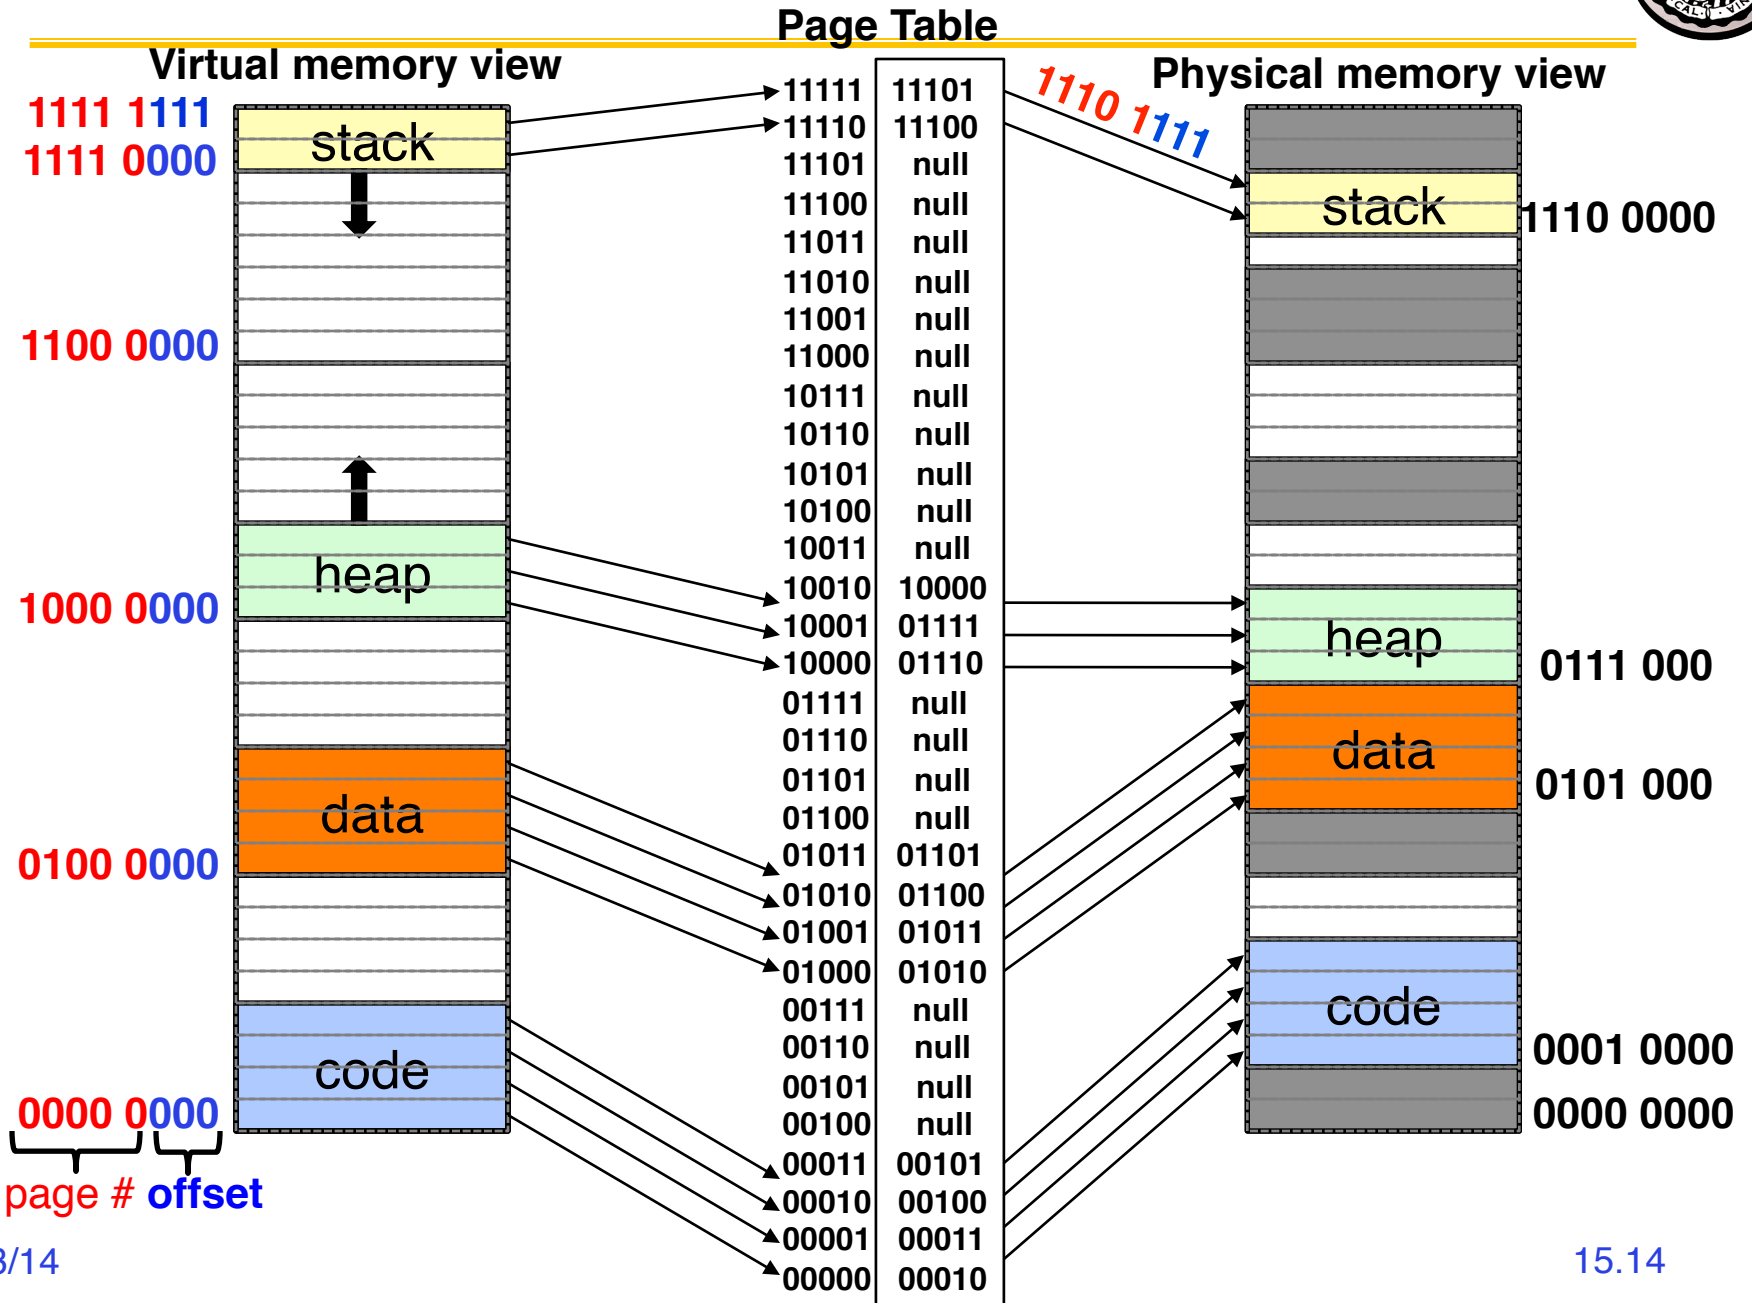 Page Table
Virtual memory view
Physical memory view
1111 1111
1111 0000
1100 0000
1000 0000
0100 0000
0000 0000
page # offset
stack
heap
data
code
11111 11101
11110 11100
11101 null
11100 null
11011 null
11010 null
11001 null
11000 null
10111 null
10110 null
10101 null
10100 null
10011 null
10010 10000
10001 01111
10000 01110
01111 null
01110 null
01101 null
01100 null
01011 01101
01010 01100
01001 01011
01000 01010
00111 null
00110 null
00101 null
00100 null
00011 00101
00010 00100
00001 00011
00000 00010
1110 1111
stack
1110 0000
heap
0111 000
data
0101 000
code
0001 0000
0000 0000
3/14
15.14